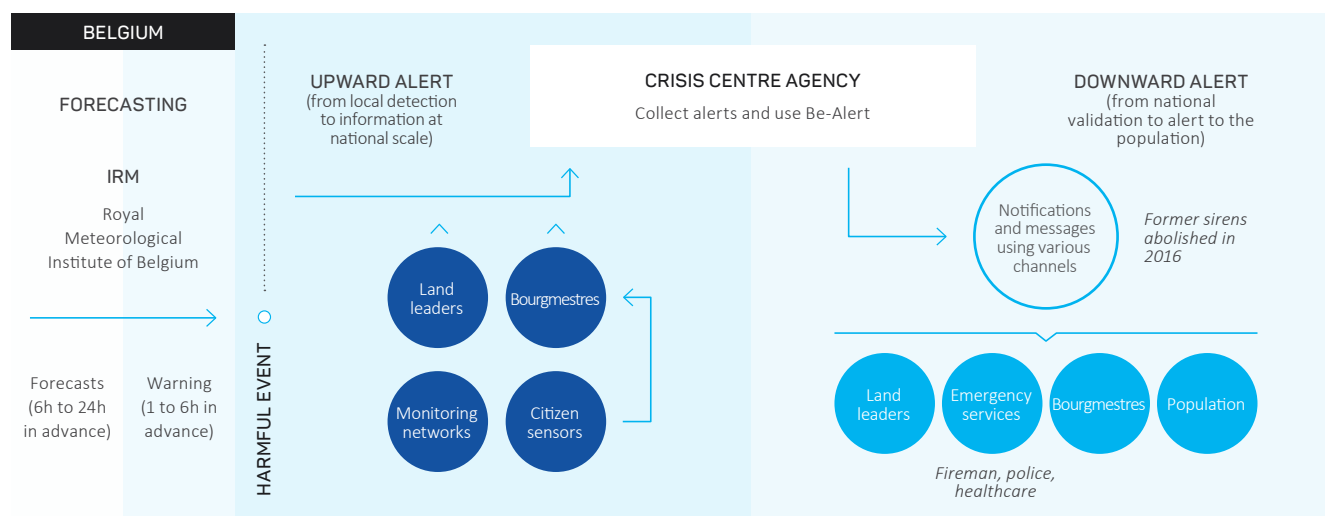 BELGIUM
FORECASTING
IRM
Royal
Meteorological
Institute of Belgium
Forecasts
(6h to 24h
in advance)
Warning
(1 to 6h in
advance)
HARMFUL EVENT
UPWARD ALERT
(from local detection
to information at
national scale)
Land
leaders
Bourgmestres
Monitoring
networks
Citizen
sensors
CRISIS CENTRE AGENCY
Collect alerts and use Be-Alert
DOWNWARD ALERT
(from national
validation to alert to the
population)
Notifications
and messages
using various
channels
Former sirens
abolished in
2016
Land
leaders
Emergency
services
Bourgmestres
Population
Fireman, police,
healthcare